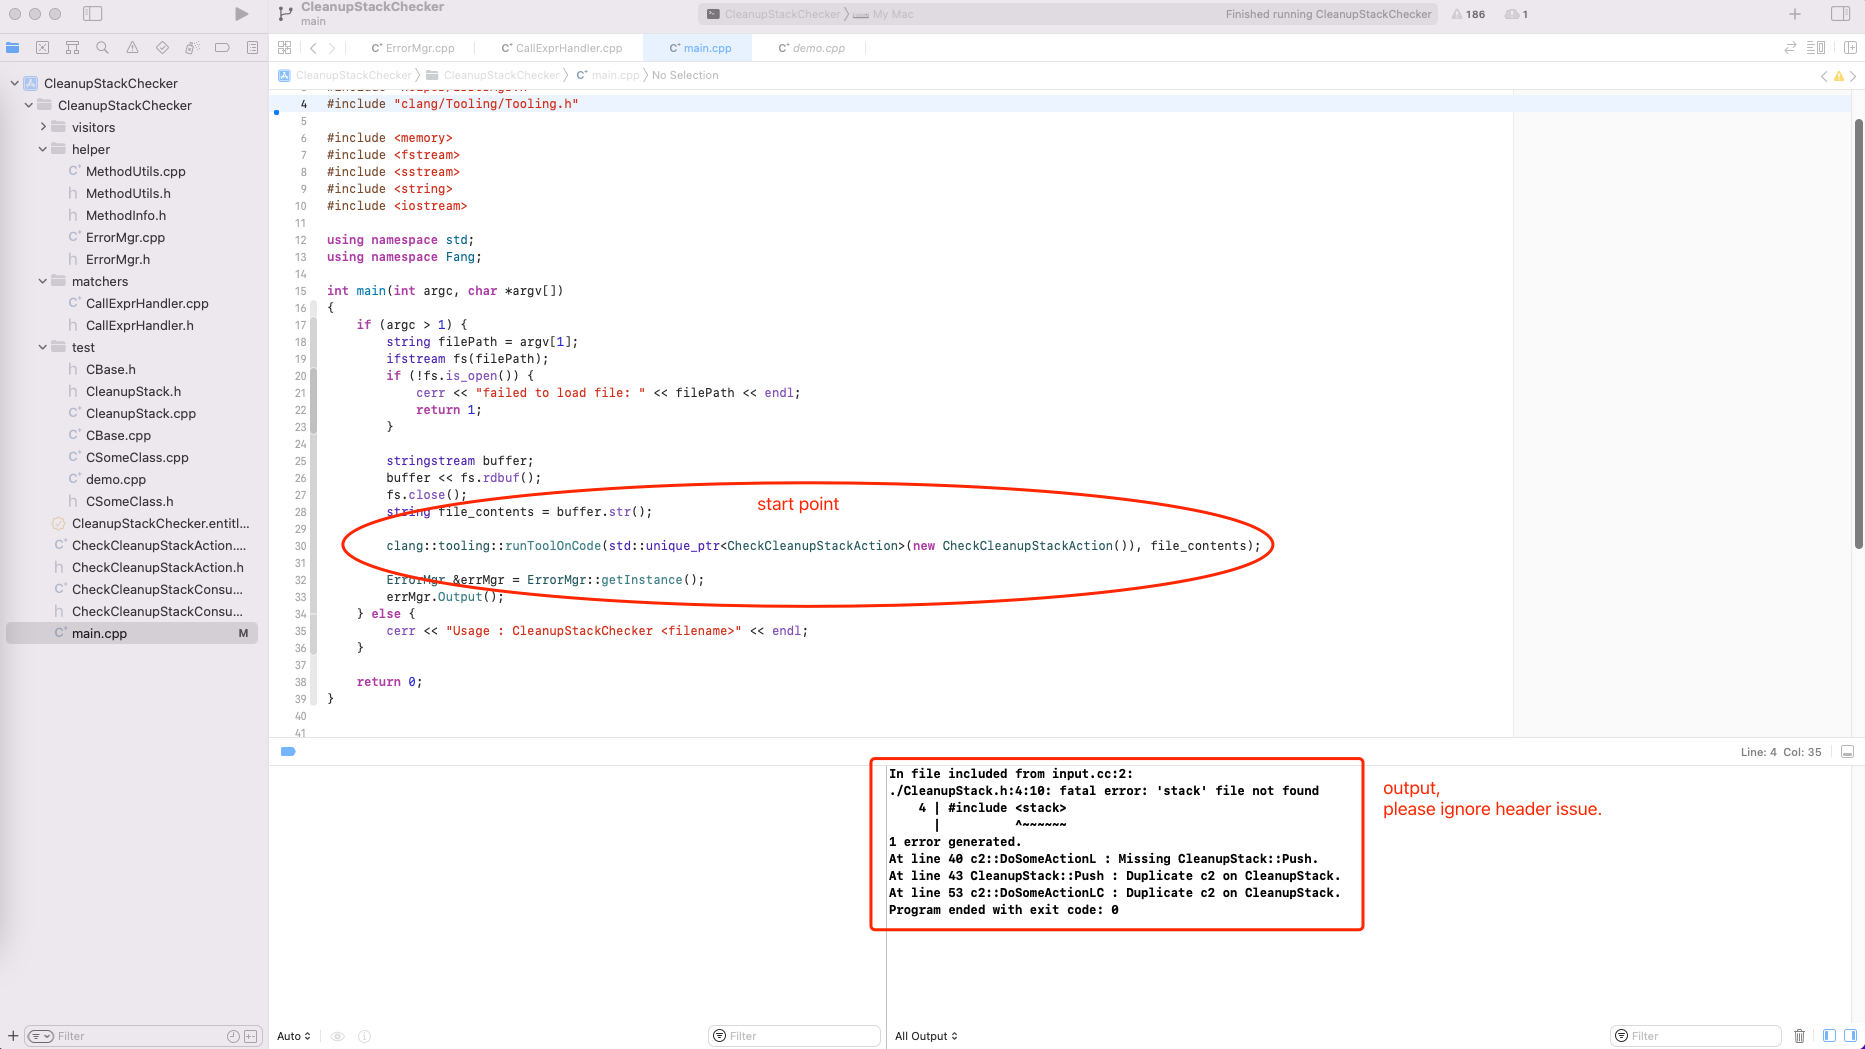 CleanupStackChecker
main
CleanupStackChecker
My Mac
Finished running CleanupStackChecker
186
1
ErrorMgr.cpp
CallExprHandler.cpp
main.cpp
demo.cpp
CleanupStackChecker
CleanupStackChecker
main.cpp
No Selection
CleanupStackChecker
CleanupStackChecker
visitors
helper
MethodUtils.cpp
MethodUtils.h
MethodInfo.h
ErrorMgr.cpp
ErrorMgr.h
matchers
CallExprHandler.cpp
CallExprHandler.h
test
CBase.h
CleanupStack.h
CleanupStack.cpp
CBase.cpp
CSomeClass.cpp
demo.cpp
CSomeClass.h
CleanupStackChecker.entitl...
CheckCleanupStackAction....
CheckCleanupStackAction.h
CheckCleanupStackConsu...
CheckCleanupStackConsu...
main.cpp M
Filter
4 #include "clang/Tooling/Tooling.h"
5
6 #include <memory>
7 #include <fstream>
8 #include <sstream>
9 #include <string>
10 #include <iostream>
11
12 using namespace std;
13 using namespace Fang;
14
15 int main(int argc, char *argv[])
16 {
17     if (argc > 1) {
18         string filePath = argv[1];
19         ifstream fs(filePath);
20         if (!fs.is_open()) {
21             cerr << "failed to load file: " << filePath << endl;
22             return 1;
23         }
24
25         stringstream buffer;
26         buffer << fs.rdbuf();
27         fs.close();
start point
28         string file_contents = buffer.str();
29
30         clang::tooling::runToolOnCode(std::unique_ptr<CheckCleanupStackAction>(new CheckCleanupStackAction()), file_contents);
31
32         ErrorMgr &errMgr = ErrorMgr::getInstance();
33         errMgr.Output();
34     } else {
35         cerr << "Usage : CleanupStackChecker <filename>" << endl;
36     }
37
38     return 0;
39 }
40
41
Line: 4 Col: 35
In file included from input.cc:2:
./CleanupStack.h:4:10: fatal error: 'stack' file not found
4 | #include <stack>
|          ^~~~~~~
1 error generated.
At line 40 c2::DoSomeActionL : Missing CleanupStack::Push.
At line 43 CleanupStack::Push : Duplicate c2 on CleanupStack.
At line 53 c2::DoSomeActionLC : Duplicate c2 on CleanupStack.
Program ended with exit code: 0
output,
please ignore header issue.
Auto
Filter
All Output
Filter